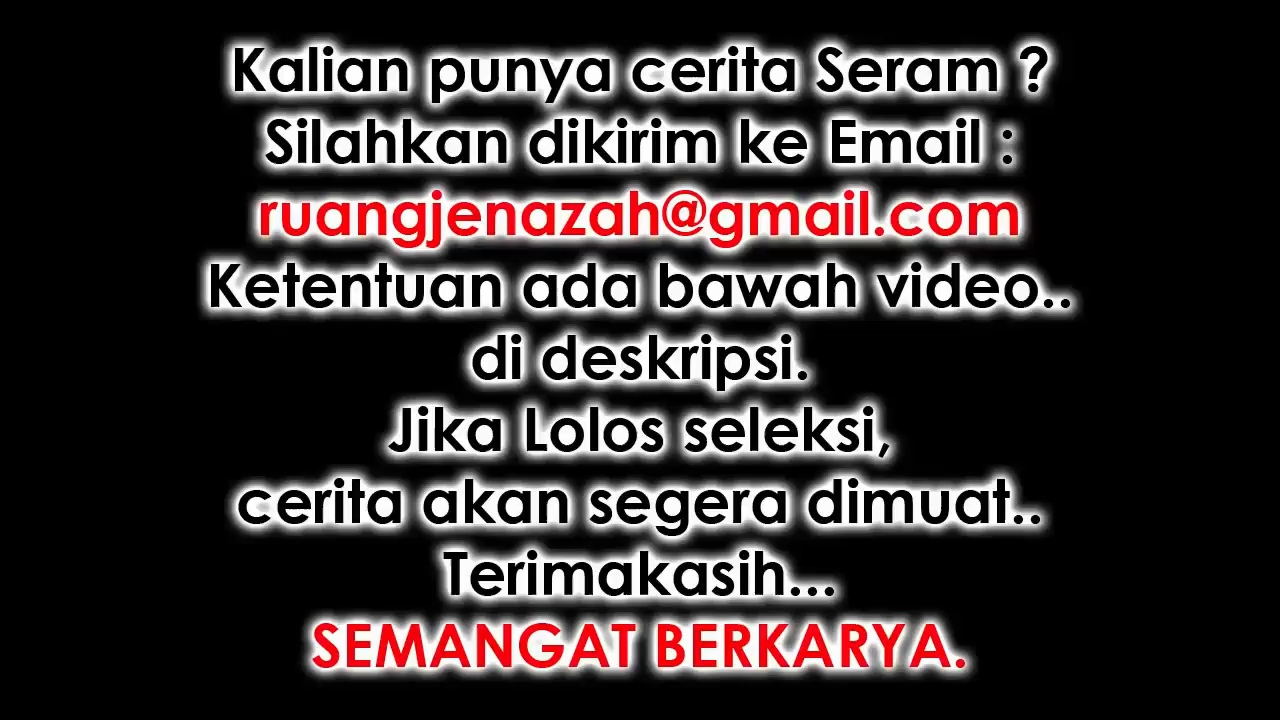 Kalian punya cerita Seram ?
Silahkan dikirim ke Email :
ruangjenazah@gmail.com
Ketentuan ada bawah video..
di deskripsi.
Jika Lolos seleksi,
cerita akan segera dimuat..
Terimakasih...
SEMANGAT BERKARYA.